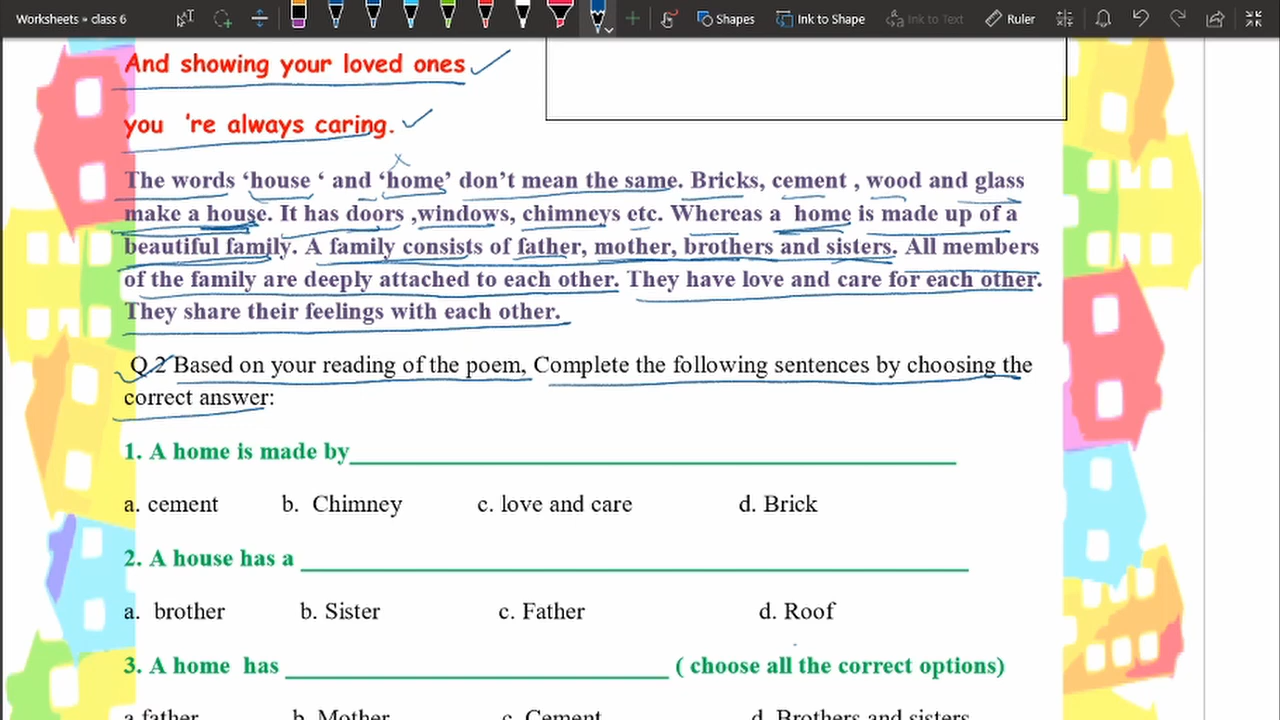 Worksheets » class 6
Shapes
Ink to Shape
Ink to Text
Ruler
And showing your loved ones
you 're always caring.
The words ‘house ‘ and ‘home’ don’t mean the same. Bricks, cement , wood and glass
make a house. It has doors ,windows, chimneys etc. Whereas a home is made up of a
beautiful family. A family consists of father, mother, brothers and sisters. All members
of the family are deeply attached to each other. They have love and care for each other.
They share their feelings with each other.
Q.2 Based on your reading of the poem, Complete the following sentences by choosing the
correct answer:
1. A home is made by
a. cement b. Chimney c. love and care d. Brick
2. A house has a
a. brother b. Sister c. Father d. Roof
3. A home has ( choose all the correct options)
a.father b. Mother c. Cement d. Brothers and sisters